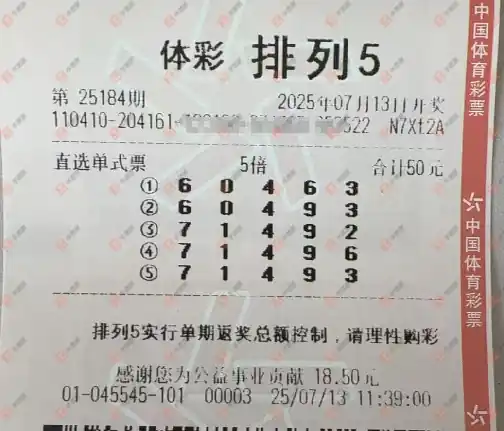 体彩 排列5
第 25184期 2025年07月13日开奖
110410-204161- 522 N7Xt2A
直选单式票 5倍 合计50元
① 6 0 4 6 3
② 6 0 4 9 3
③ 7 1 4 9 2
④ 7 1 4 9 6
⑤ 7 1 4 9 3
排列5实行单期返奖总额控制，请理性购彩
感谢您为公益事业贡献 18.50元
01-045545-101 00003 25/07/13 11:39:00
中国体育彩票
中国体育彩票